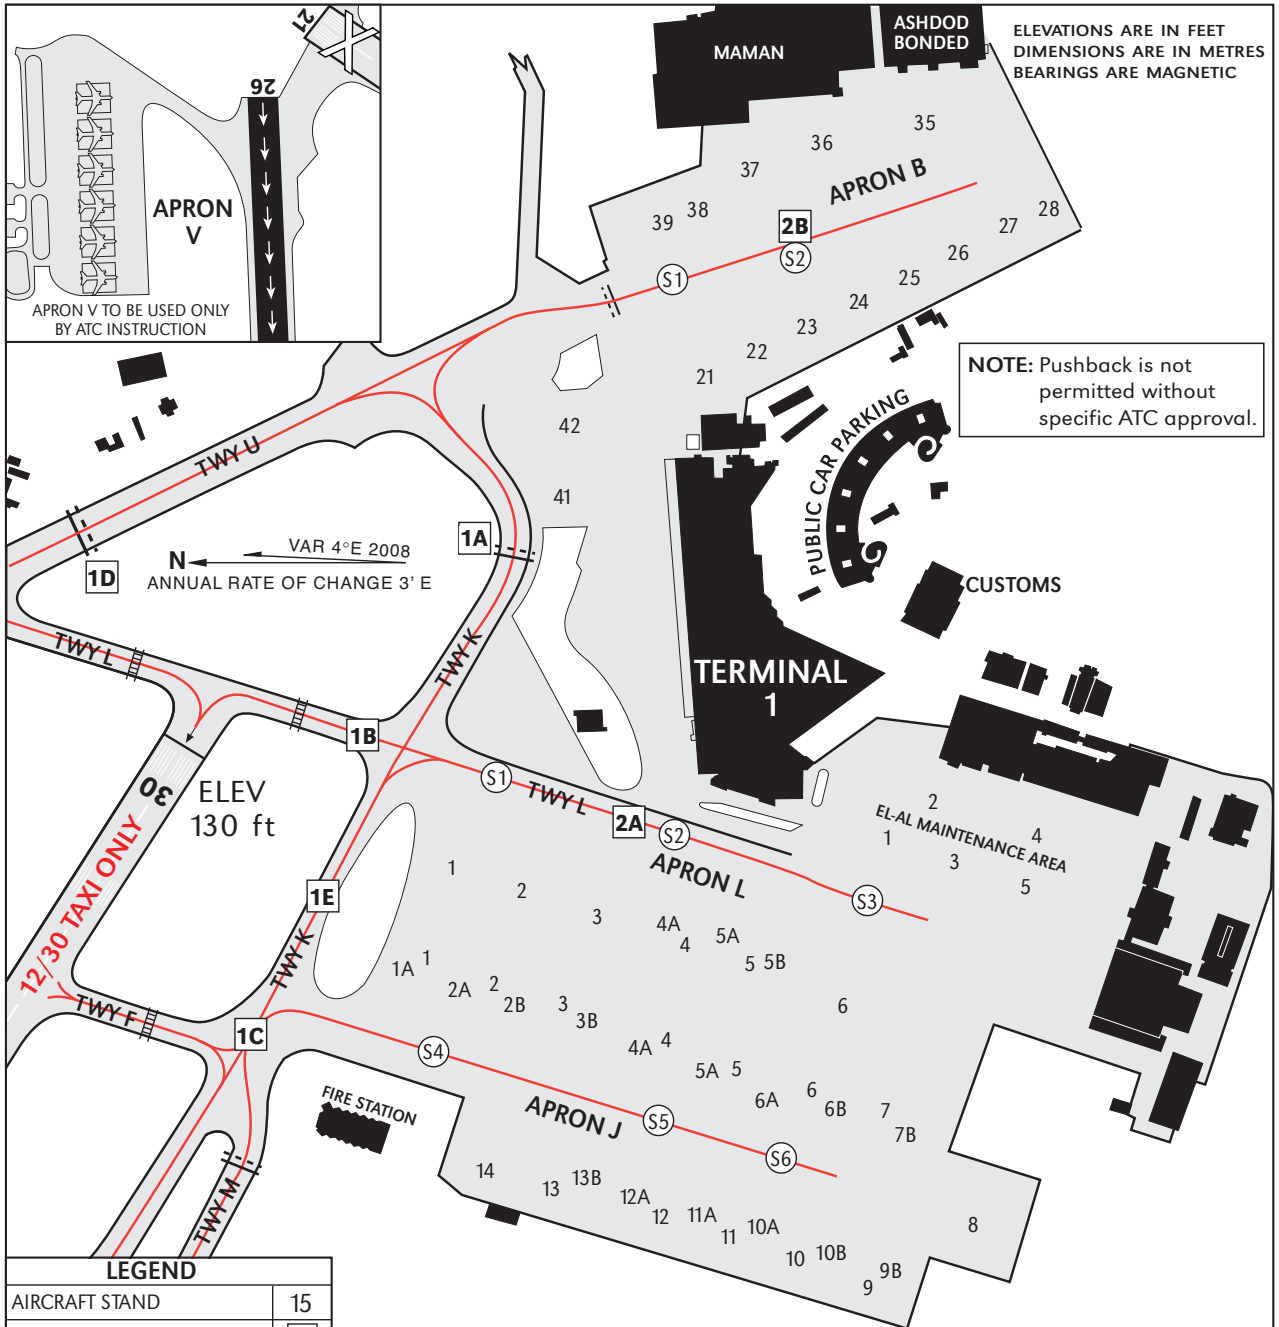 21
26
APRON
V
APRON V TO BE USED ONLY
BY ATC INSTRUCTION
MAMAN
ASHDOD
BONDED
ELEVATIONS ARE IN FEET
DIMENSIONS ARE IN METRES
BEARINGS ARE MAGNETIC
35
36
37
APRON B
38
39
2B
S2
S1
28
27
26
25
24
23
22
21
NOTE: Pushback is not
permitted without
specific ATC approval.
PUBLIC CAR PARKING
42
41
TWY U
1A
1D
VAR 4°E 2008
N
ANNUAL RATE OF CHANGE 3' E
CUSTOMS
TWY L
TWY K
TERMINAL
1
1B
S1
TWY L
2A
S2
30
ELEV
130 ft
12/30 TAXI ONLY
APRON L
S3
2
EL-AL MAINTENANCE AREA
1
4
3
5
1E
TWY K
1
2
3
4A
4
5A
5
5B
6
1A
1
2A
2
2B
3
3B
4A
4
5A
5
6A
6
6B
7
7B
TWY F
1C
S4
FIRE STATION
APRON J
S5
S6
TWY M
14
13
13B
12A
12
11A
11
10A
10
10B
9B
9
8
LEGEND
AIRCRAFT STAND 15